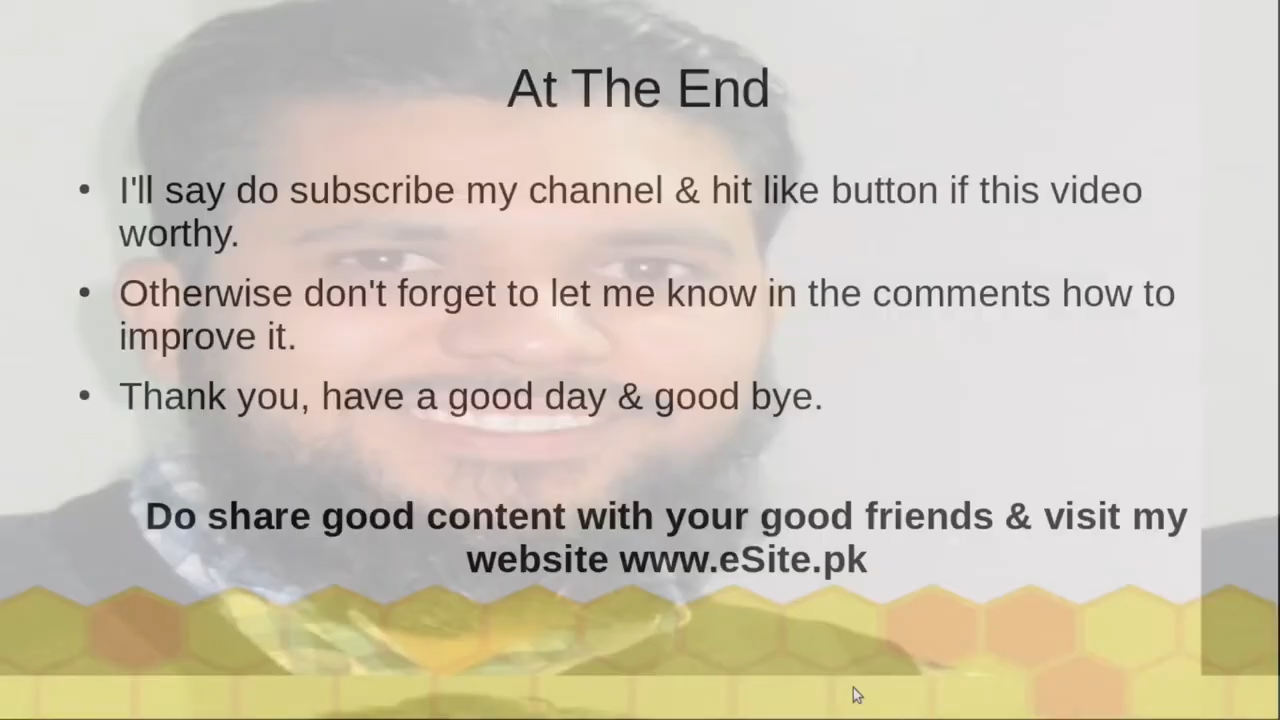 At The End
• I'll say do subscribe my channel & hit like button if this video
worthy.
• Otherwise don't forget to let me know in the comments how to
improve it.
• Thank you, have a good day & good bye.
Do share good content with your good friends & visit my
website www.eSite.pk